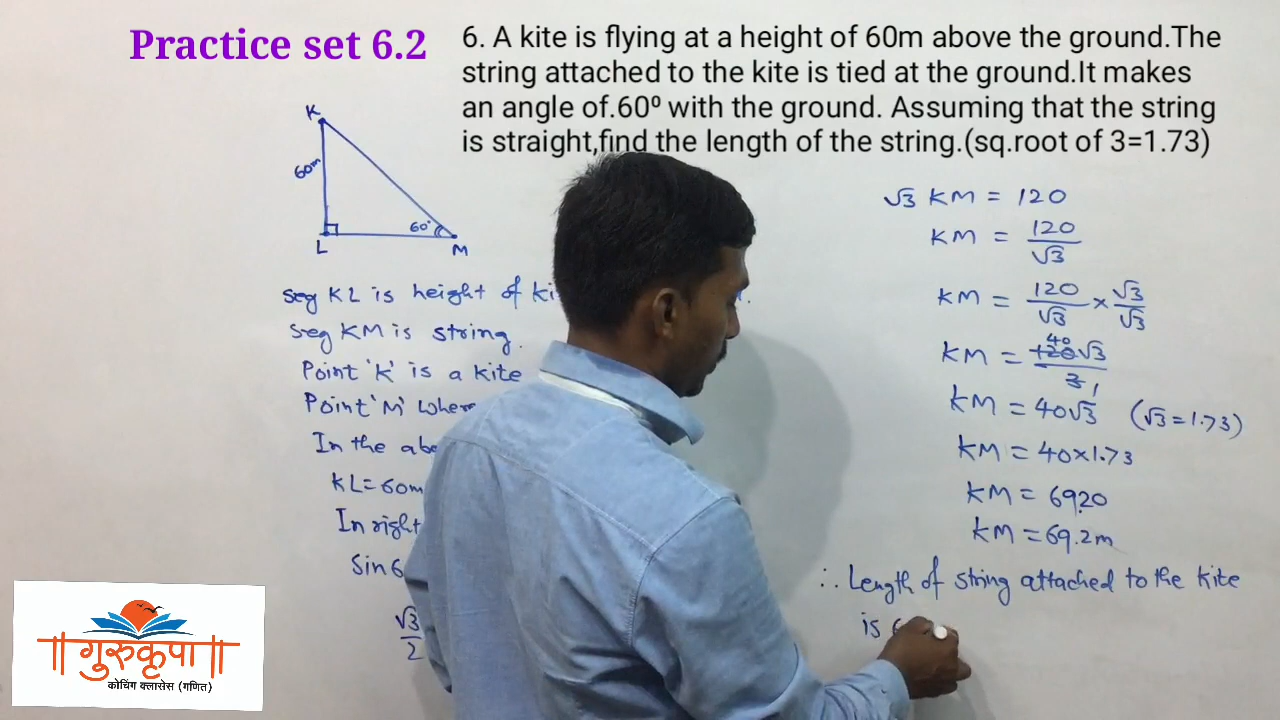 Practice set 6.2
6. A kite is flying at a height of 60m above the ground.The
string attached to the kite is tied at the ground.It makes
an angle of.60º with the ground. Assuming that the string
is straight,find the length of the string.(sq.root of 3=1.73)
K
60m
L
60°
M
seg KL is height of
seg KM is string.
Point 'K' is a kite
Point 'M'
In the
KL=60m
In right
√3
2
√3 KM = 120
KM = 120/√3
KM = 120/√3 × √3/√3
KM = 40 120√3/3 1
KM = 40√3 (√3=1.73)
KM = 40×1.73
KM = 69.20
KM = 69.2m
∴ Length of string attached to the kite
is
॥गुरुकृपा॥
कोचिंग क्लासेस (गणित)